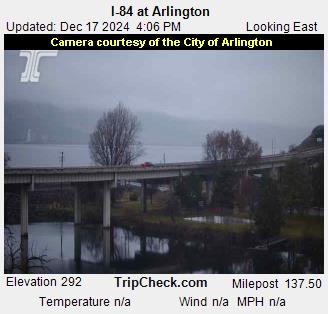 I-84 at Arlington
Updated: Dec 17 2024 4:06 PM Looking East
Camera courtesy of the City of Arlington
Elevation 292 TripCheck.com Milepost 137.50
Temperature n/a Wind n/a MPH n/a